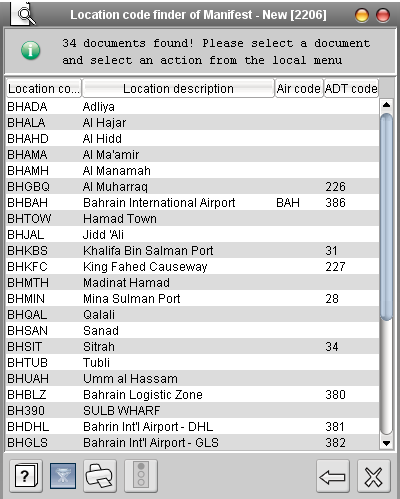 Location code finder of Manifest - New [2206]
34 documents found! Please select a document
and select an action from the local menu
Location co... Location description Air code ADT code
BHADA Adliya
BHALA Al Hajar
BHAHD Al Hidd
BHAMA Al Ma'amir
BHAMH Al Manamah
BHGBQ Al Muharraq 226
BHBAH Bahrain International Airport BAH 386
BHTOW Hamad Town
BHJAL Jidd 'Ali
BHKBS Khalifa Bin Salman Port 31
BHKFC King Fahed Causeway 227
BHMTH Madinat Hamad
BHMIN Mina Sulman Port 28
BHQAL Qalali
BHSAN Sanad
BHSIT Sitrah 34
BHTUB Tubli
BHUAH Umm al Hassam
BHBLZ Bahrain Logistic Zone 380
BH390 SULB WHARF
BHDHL Bahrin Int'l Airport - DHL 381
BHGLS Bahrin Int'l Airport - GLS 382
?